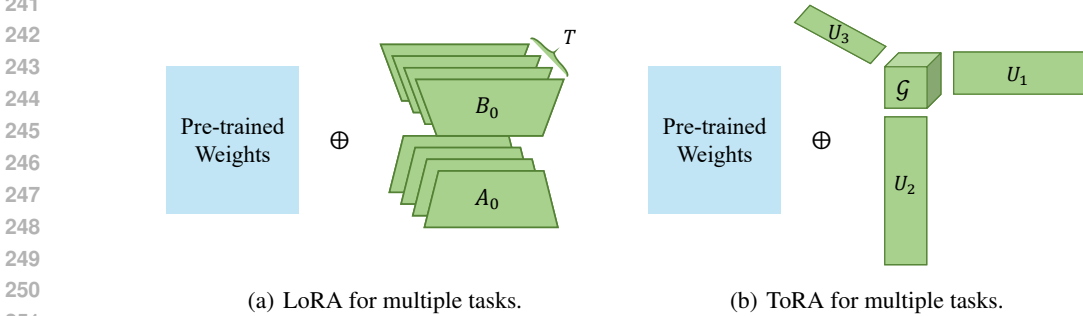 241
242
243
244
245
246
247
248
249
250
T
B₀
A₀
Pre-trained
Weights
⊕
(a) LoRA for multiple tasks.
U₃
𝒢
U₁
U₂
Pre-trained
Weights
⊕
(b) ToRA for multiple tasks.